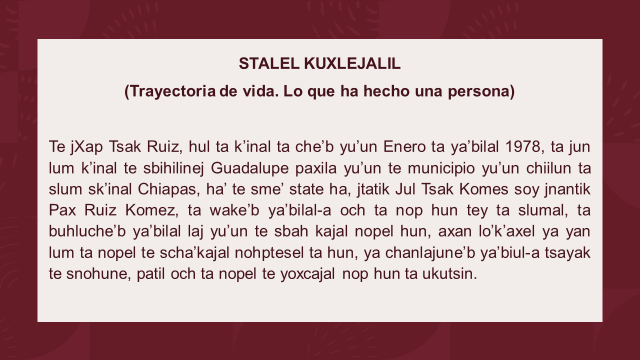 STALEL KUXLEJALIL
(Trayectoria de vida. Lo que ha hecho una persona)
Te jXap Tsak Ruiz, hul ta k’inal ta che’b yu’un Enero ta ya’bilal 1978, ta jun
lum k’inal te sbihilinej Guadalupe paxila yu’un te municipio yu’un chiilun ta
slum sk’inal Chiapas, ha’ te sme’ state ha, jtatik Jul Tsak Komes soy jnantik
Pax Ruiz Komez, ta wake’b ya’bilal-a och ta nop hun tey ta slumal, ta
buhluche’b ya’bilal laj yu’un te sbah kajal nopel hun, axan lo’k’axel ya yan
lum ta nopel te scha’kajal nohptesel ta hun, ya chanlajune’b ya’biul-a tsayak
te snohune, patil och ta nopel te yoxcajal nop hun ta ukutsin.